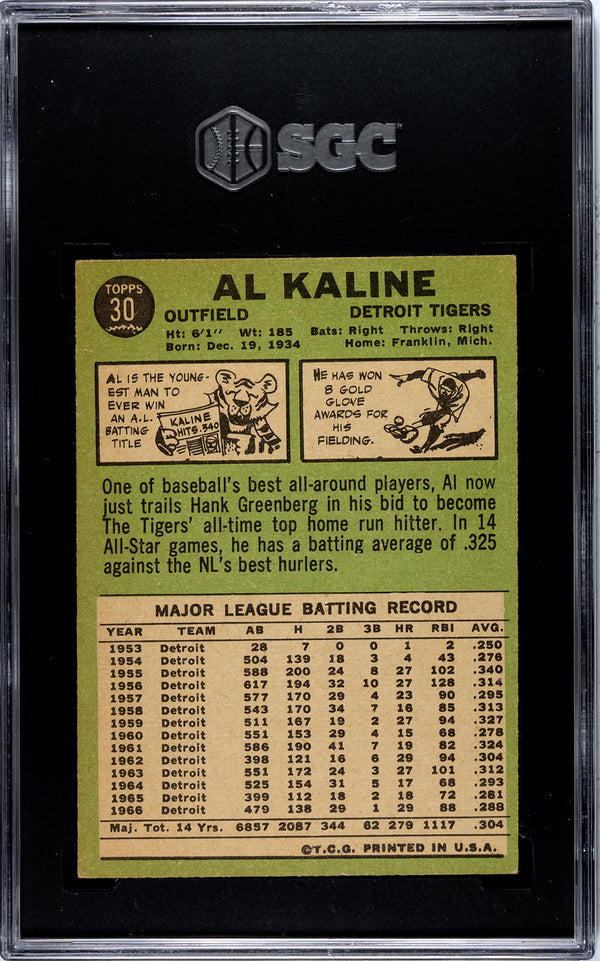 SGC
TOPPS
30
AL KALINE
OUTFIELD DETROIT TIGERS
Ht: 6'1" Wt: 185 Bats: Right Throws: Right
Born: Dec. 19, 1934 Home: Franklin, Mich.
AL IS THE YOUNG-
EST MAN TO
EVER WIN
AN A.L.
BATTING
TITLE
KALINE
HITS .340
HE HAS WON
8 GOLD
GLOVE
AWARDS FOR
HIS
FIELDING.
One of baseball's best all-around players, Al now
just trails Hank Greenberg in his bid to become
The Tigers' all-time top home run hitter. In 14
All-Star games, he has a batting average of .325
against the NL's best hurlers.
MAJOR LEAGUE BATTING RECORD
YEAR TEAM AB H 2B 3B HR RBI AVG.
1953 Detroit 28 7 0 0 1 2 .250
1954 Detroit 504 139 18 3 4 43 .276
1955 Detroit 588 200 24 8 27 102 .340
1956 Detroit 617 194 32 10 27 128 .314
1957 Detroit 577 170 29 4 23 90 .295
1958 Detroit 543 170 34 7 16 85 .313
1959 Detroit 511 167 19 2 27 94 .327
1960 Detroit 551 153 29 4 15 68 .278
1961 Detroit 586 190 41 7 19 82 .324
1962 Detroit 398 121 16 6 29 94 .304
1963 Detroit 551 172 24 3 27 101 .312
1964 Detroit 525 154 31 5 17 68 .293
1965 Detroit 399 112 18 2 18 72 .281
1966 Detroit 479 138 29 1 29 88 .288
Maj. Tot. 14 Yrs. 6857 2087 344 62 279 1117 .304
©T.C.G. PRINTED IN U.S.A.